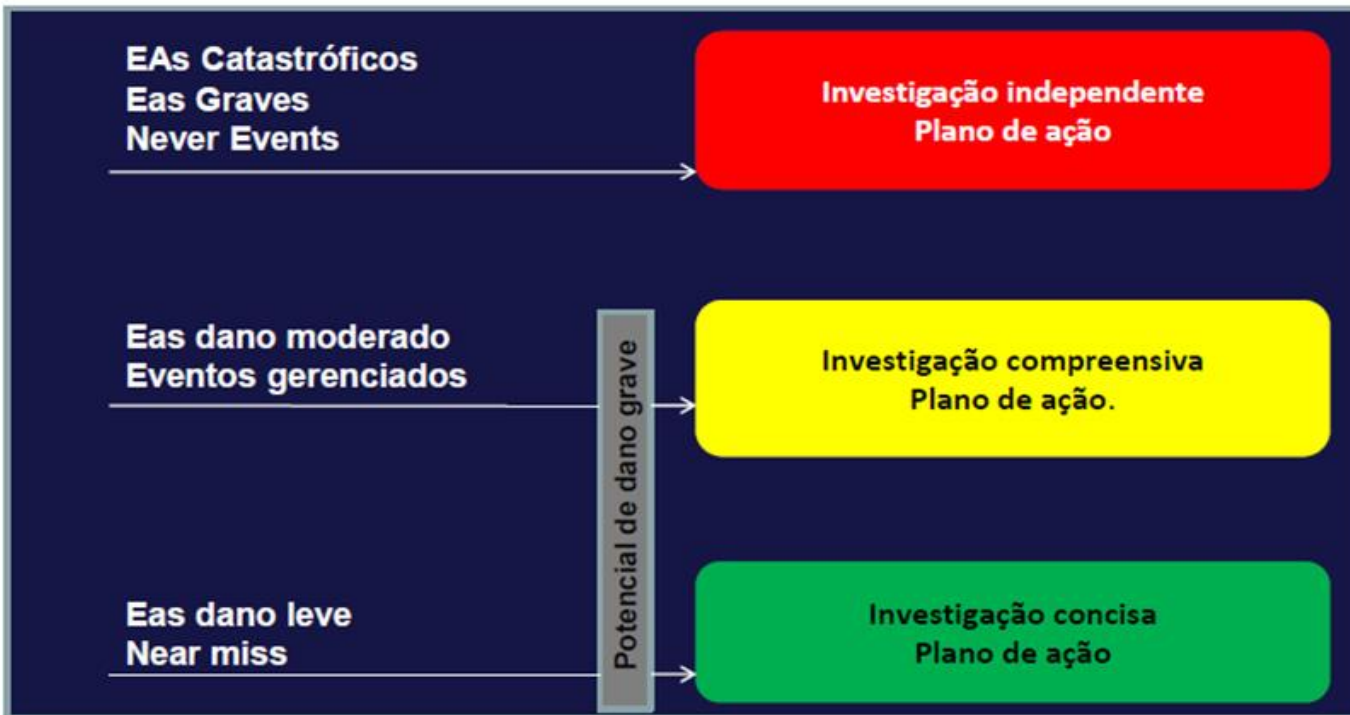 EAs Catastróficos
Eas Graves
Never Events
Investigação independente
Plano de ação
Eas dano moderado
Eventos gerenciados
Potencial de dano grave
Investigação compreensiva
Plano de ação.
Eas dano leve
Near miss
Investigação concisa
Plano de ação